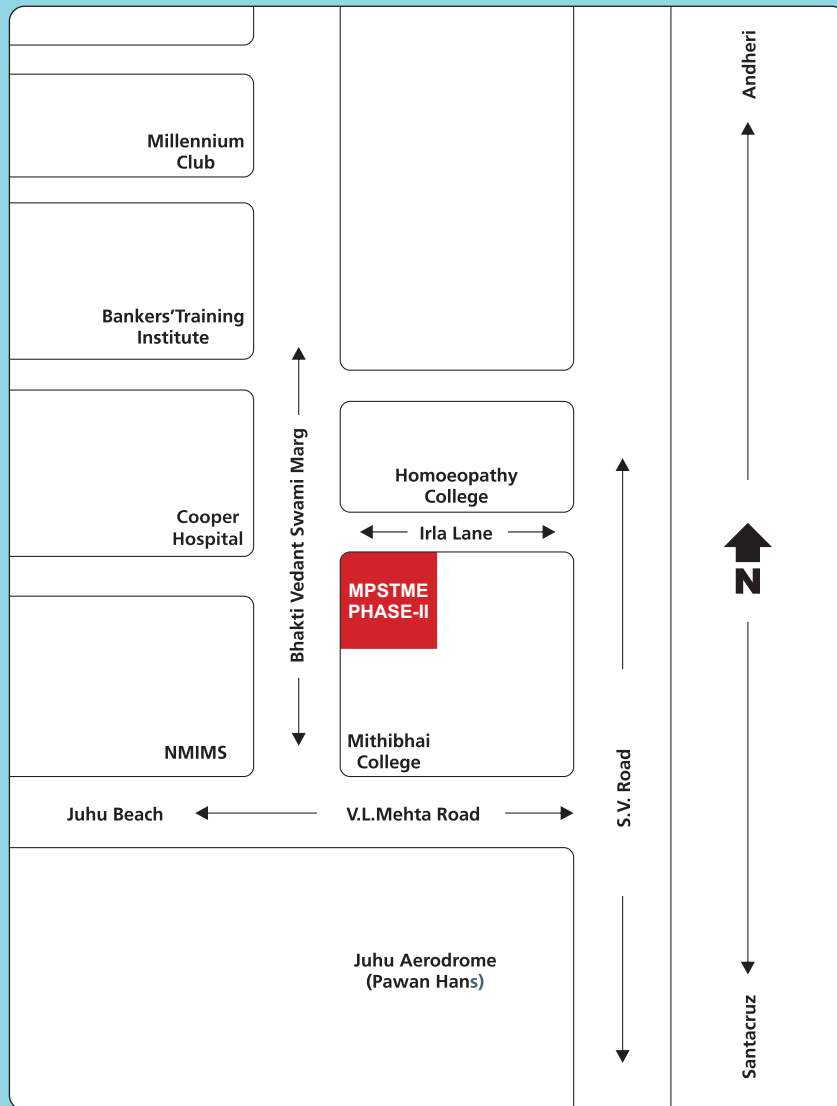 Andheri
Millennium
Club
Bankers'Training
Institute
Bhakti Vedant Swami Marg
Homoeopathy
College
Cooper
Hospital
Irla Lane
N
MPSTME
PHASE-II
NMIMS
Mithibhai
College
S.V. Road
Juhu Beach
V.L.Mehta Road
Juhu Aerodrome
(Pawan Hans)
Santacruz